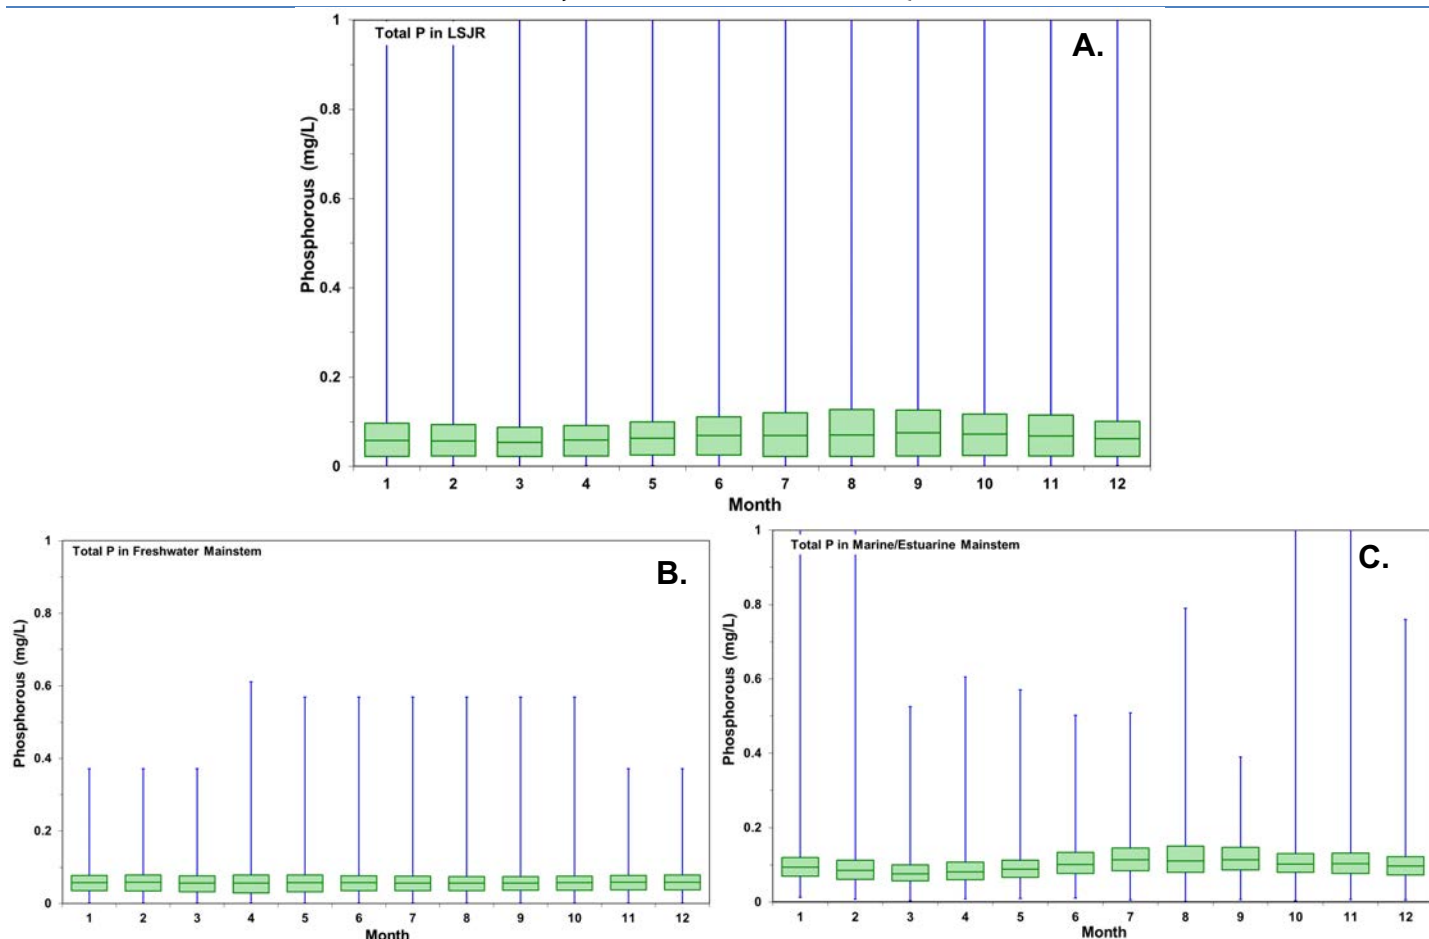 Total P in LSJR
A.
Phosphorous (mg/L)
1
0.8
0.6
0.4
0.2
0
1 2 3 4 5 6 7 8 9 10 11 12
Month
Total P in Freshwater Mainstem
B.
Phosphorous (mg/L)
1
0.8
0.6
0.4
0.2
0
1 2 3 4 5 6 7 8 9 10 11 12
Month
Total P in Marine/Estuarine Mainstem
C.
Phosphorous (mg/L)
1
0.8
0.6
0.4
0.2
0
1 2 3 4 5 6 7 8 9 10 11 12
Month